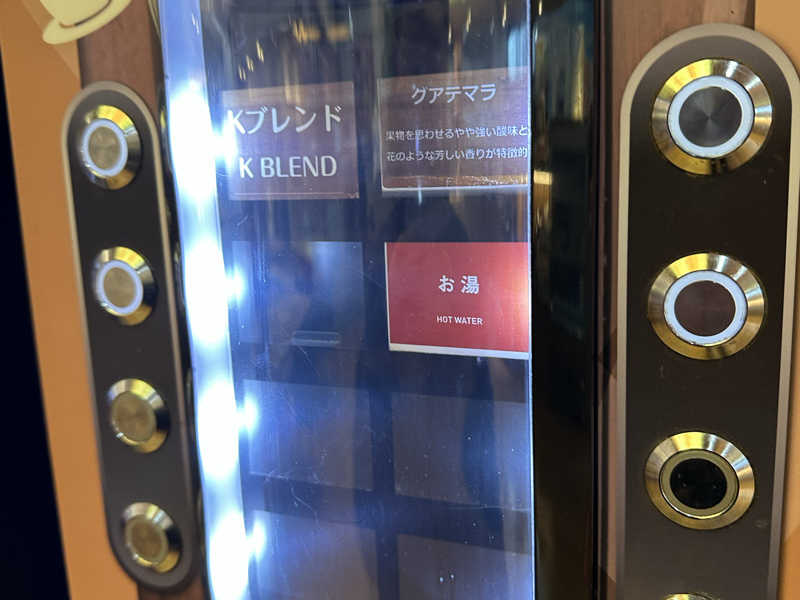 Kブレンド
K BLEND
グアテマラ
果物を思わせるやや強い酸味と
花のような芳しい香りが特徴的
お湯
HOT WATER